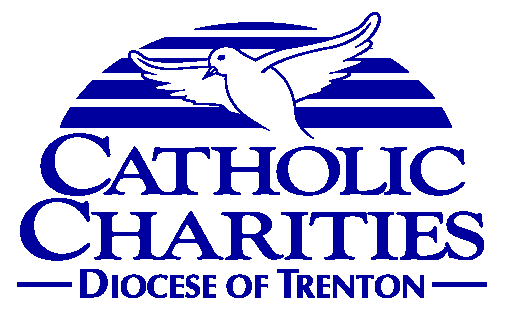 CATHOLIC
CHARITIES
DIOCESE OF TRENTON